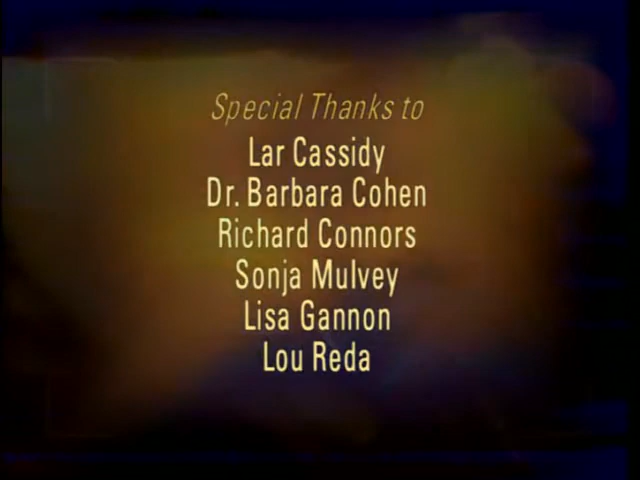 Special Thanks to
Lar Cassidy
Dr. Barbara Cohen
Richard Connors
Sonja Mulvey
Lisa Gannon
Lou Reda